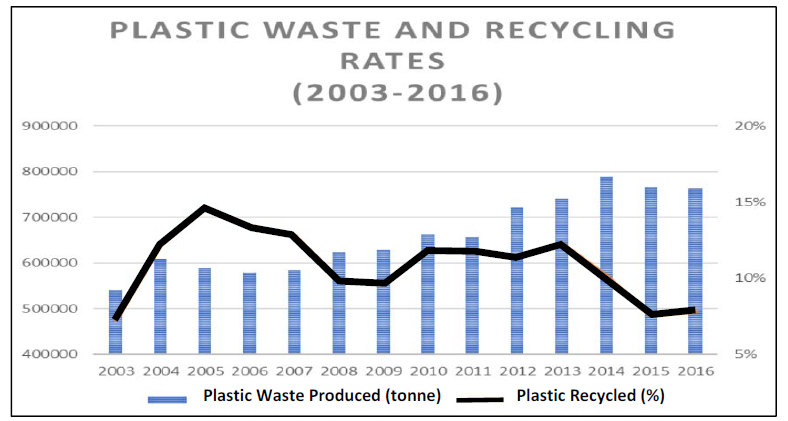 PLASTIC WASTE AND RECYCLING
RATES
(2003-2016)
900000 20%
800000
700000 15%
600000 10%
500000
400000 5%
2003 2004 2005 2006 2007 2008 2009 2010 2011 2012 2013 2014 2015 2016
Plastic Waste Produced (tonne) Plastic Recycled (%)